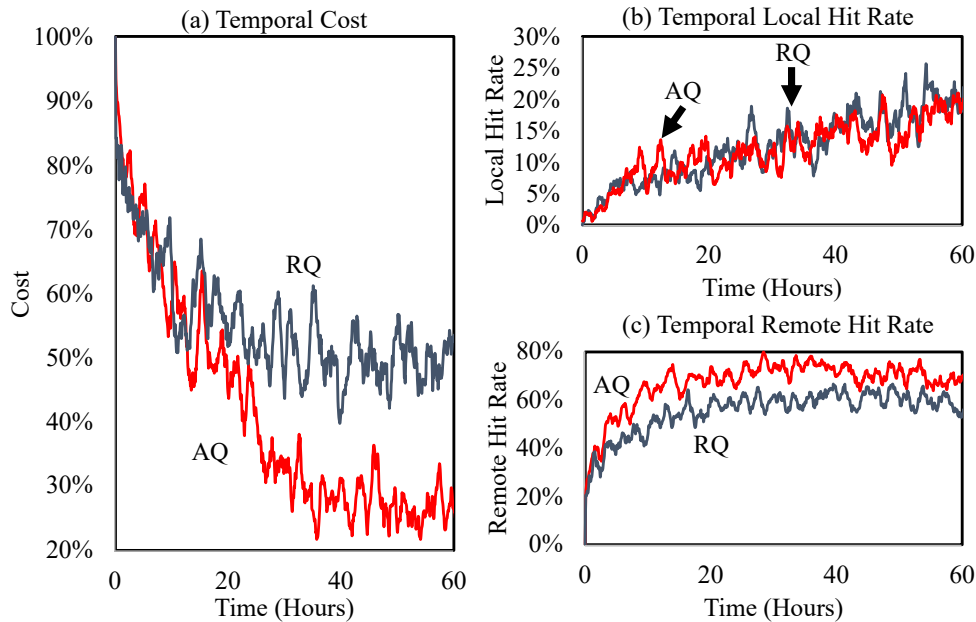 (a) Temporal Cost
100%
90%
80%
70%
60%
50%
40%
30%
20%
Cost
RQ
AQ
0 20 40 60
Time (Hours)
(b) Temporal Local Hit Rate
30%
25%
20%
15%
10%
5%
0%
Local Hit Rate
RQ
AQ
0 20 40 60
Time (Hours)
(c) Temporal Remote Hit Rate
80%
60%
40%
20%
0%
Remote Hit Rate
AQ
RQ
0 20 40 60
Time (Hours)